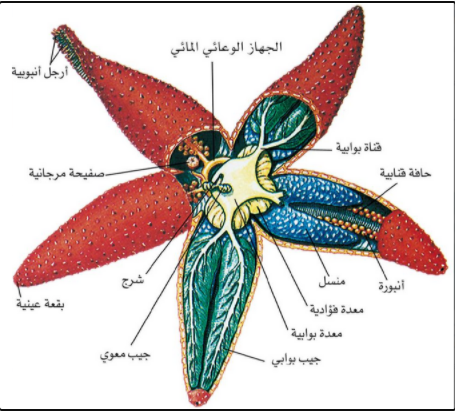 الجهاز الوعائي المائي
أرجل أنبوبية
قناة بوابية
حافة قنابية
صفيحة مرجانية
أنبورة
منسل
شرج
بقعة عينية
معدة فؤادية
معدة بوابية
جيب معوي
جيب بوابي